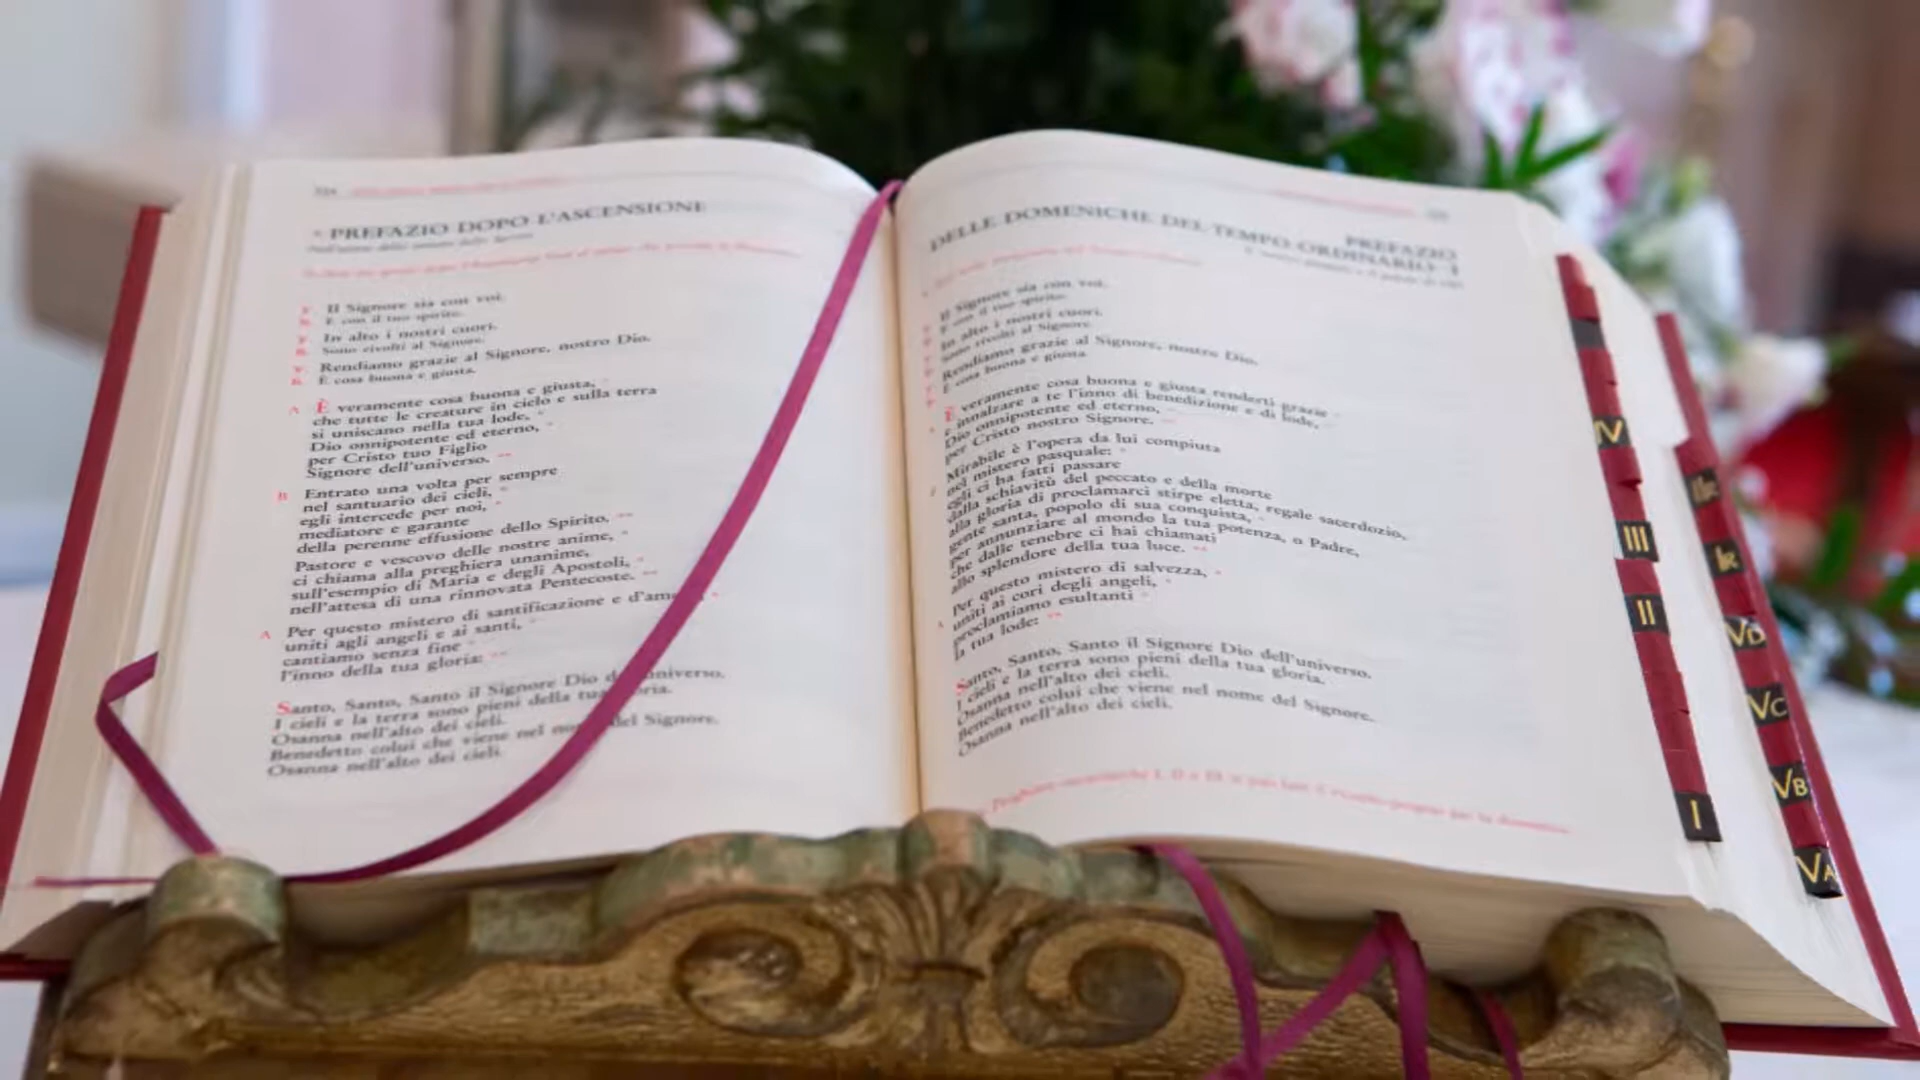 PREFAZIO DOPO L'ASCENSIONE
Il Signore sia con voi.
E con il tuo spirito.
In alto i nostri cuori.
Sono rivolti al Signore.
Rendiamo grazie al Signore, nostro Dio.
È cosa buona e giusta.
A È veramente cosa buona e giusta,
che tutte le creature in cielo e sulla terra
si uniscano nella tua lode,
Dio onnipotente ed eterno,
per Cristo tuo Figlio
Signore dell'universo.
B Entrato una volta per sempre
nel santuario dei cieli,
egli intercede per noi,
mediatore e garante
della perenne effusione dello Spirito.
Pastore e vescovo delle nostre anime,
ci chiama alla preghiera unanime,
sull'esempio di Maria e degli Apostoli,
nell'attesa di una rinnovata Pentecoste.
A Per questo mistero di santificazione e d'am
uniti agli angeli e ai santi,
cantiamo senza fine
l'inno della tua gloria:
Santo, Santo, Santo il Signore Dio d niverso.
I cieli e la terra sono pieni della tua ria.
Osanna nell'alto dei cieli.
Benedetto colui che viene nel no del Signore.
Osanna nell'alto dei cieli.
PREFAZIO
DELLE DOMENICHE DEL TEMPO ORDINARIO I
Il Signore sia con voi.
E con il tuo spirito.
In alto i nostri cuori.
Sono rivolti al Signore.
Rendiamo grazie al Signore, nostro Dio.
È cosa buona e giusta.
È veramente cosa buona e giusta renderti grazie
e innalzare a te l'inno di benedizione e di lode,
Dio onnipotente ed eterno,
per Cristo nostro Signore.
Mirabile è l'opera da lui compiuta
nel mistero pasquale:
egli ci ha fatti passare
dalla schiavitù del peccato e della morte
alla gloria di proclamarci stirpe eletta, regale sacerdozio,
gente santa, popolo di sua conquista,
per annunziare al mondo la tua potenza, o Padre,
che dalle tenebre ci hai chiamati
allo splendore della tua luce.
Per questo mistero di salvezza,
uniti ai cori degli angeli,
proclamiamo esultanti
la tua lode:
Santo, Santo, Santo il Signore Dio dell'universo.
I cieli e la terra sono pieni della tua gloria.
Osanna nell'alto dei cieli.
Benedetto colui che viene nel nome del Signore.
Osanna nell'alto dei cieli.
IV
III
II
I
VD
VC
VB
VA